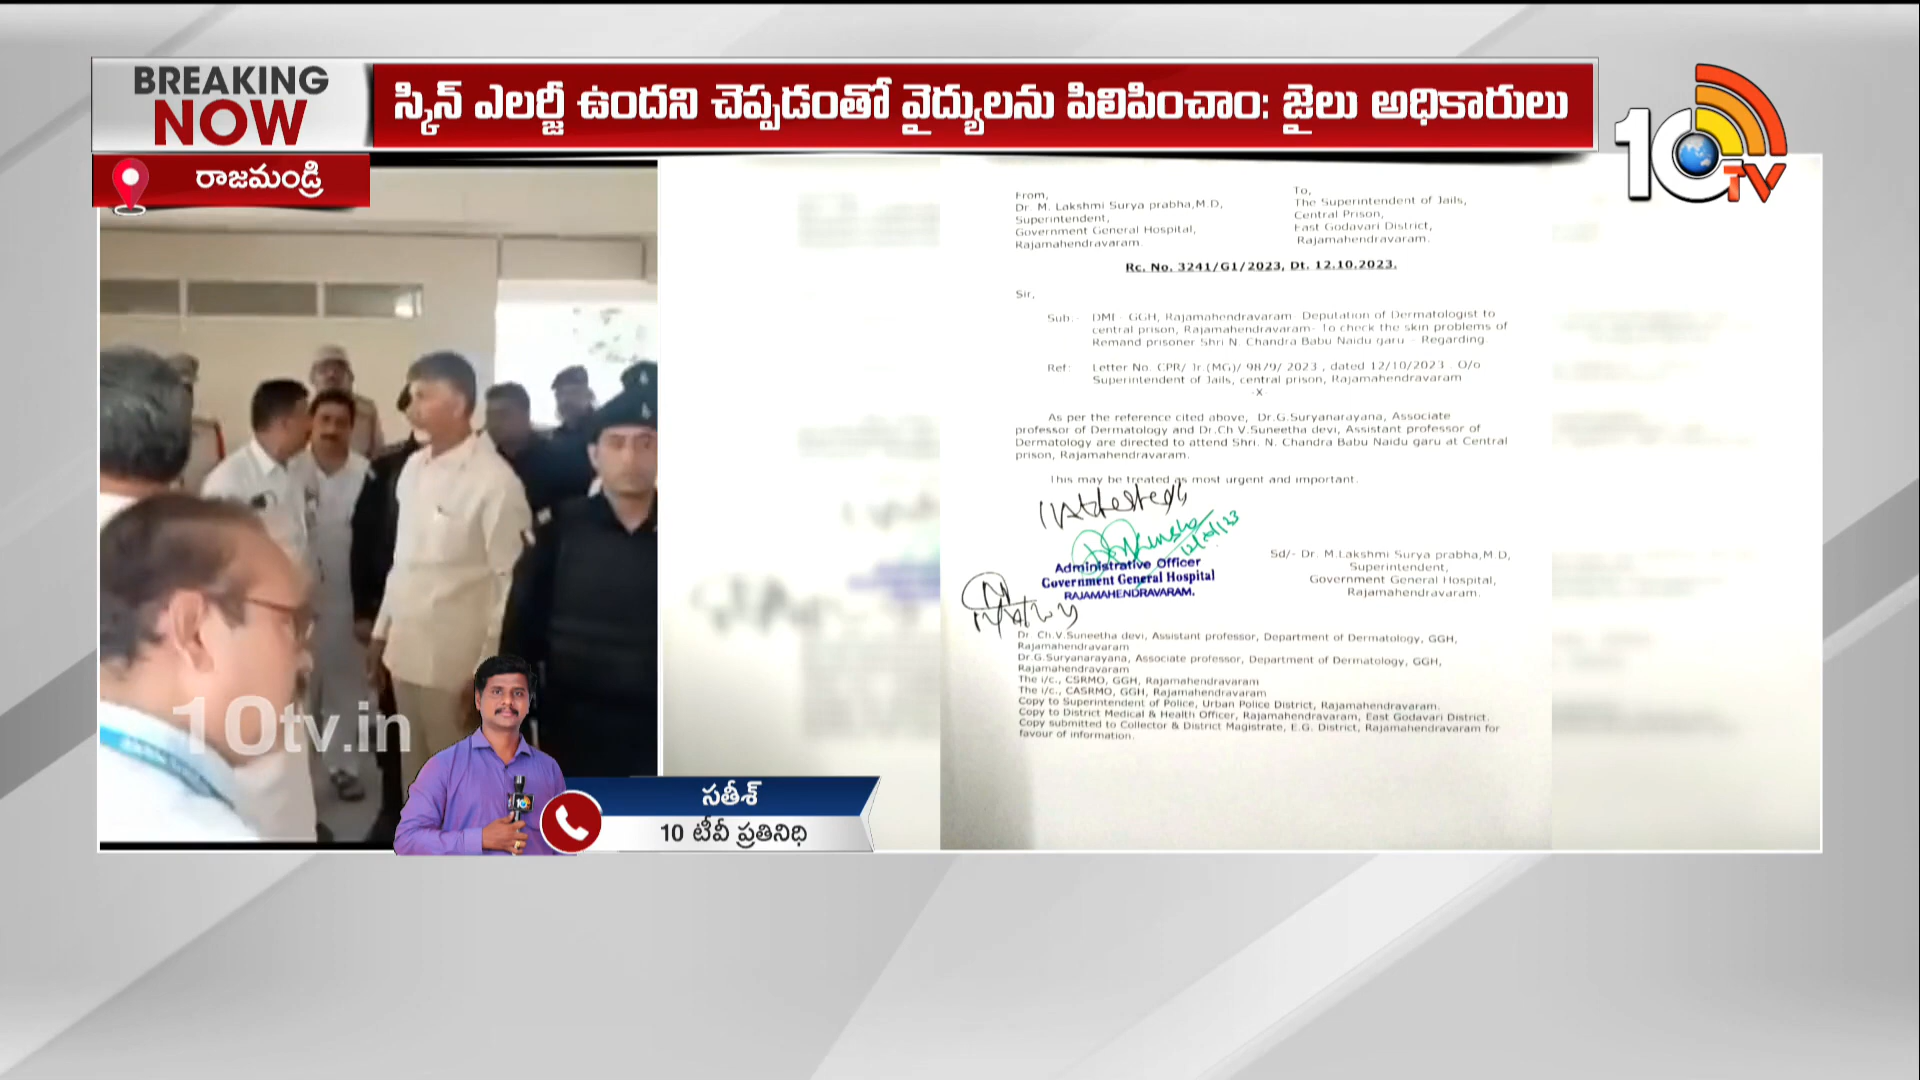 BREAKING
NOW
స్కిన్ ఎలర్జీ ఉందని చెప్పడంతో వైద్యులను పిలిపించాం: జైలు అధికారులు
10TV
రాజమండ్రి
From,
Dr. M. Lakshmi Surya prabha,M.D,
Superintendent,
Government General Hospital,
Rajamahendravaram
To,
The Superintendent of Jails,
Central Prison,
East Godavari District,
Rajamahendravaram.
Rc. No. 3241/G1/2023, Dt. 12.10.2023.
Sir,
Sub:- DME - GGH, Rajamahendravaram- Deputation of Dermatologist to
central prison, Rajamahendravaram- To check the skin problems of
Remand prisoner Shri N. Chandra Babu Naidu garu - Regarding
Ref: Letter No. CPR/ Jr (MG)/ 9879/ 2023 , dated 12/10/2023 . O/o
Superintendent of Jails, central prison, Rajamahendravaram
-X-
As per the reference cited above, Dr.G.Suryanarayana, Associate
professor of Dermatology and Dr.Ch V.Suneetha devi, Assistant professor of
Dermatology are directed to attend Shri. N. Chandra Babu Naidu garu at Central
prison, Rajamahendravaram.
This may be treated as most urgent and important.
Attested
Administrative Officer
Government General Hospital
RAJAMAHENDRAVARAM.
Sd/- Dr. M.Lakshmi Surya prabha,M.D,
Superintendent,
Government General Hospital,
Rajamahendravaram.
Dr. Ch.V.Suneetha devi, Assistant professor, Department of Dermatology, GGH,
Rajamahendravaram
Dr.G.Suryanarayana, Associate professor, Department of Dermatology, GGH,
Rajamahendravaram
The i/c., CSRMO, GGH, Rajamahendravaram
The i/c., CASRMO, GGH, Rajamahendravaram
Copy to Superintendent of Police, Urban Police District, Rajamahendravaram.
Copy to District Medical & Health Officer, Rajamahendravaram, East Godavari District.
Copy submitted to Collector & District Magistrate, E.G. District, Rajamahendravaram for
favour of information.
10tv.in
సతీశ్
10 టీవీ ప్రతినిధి